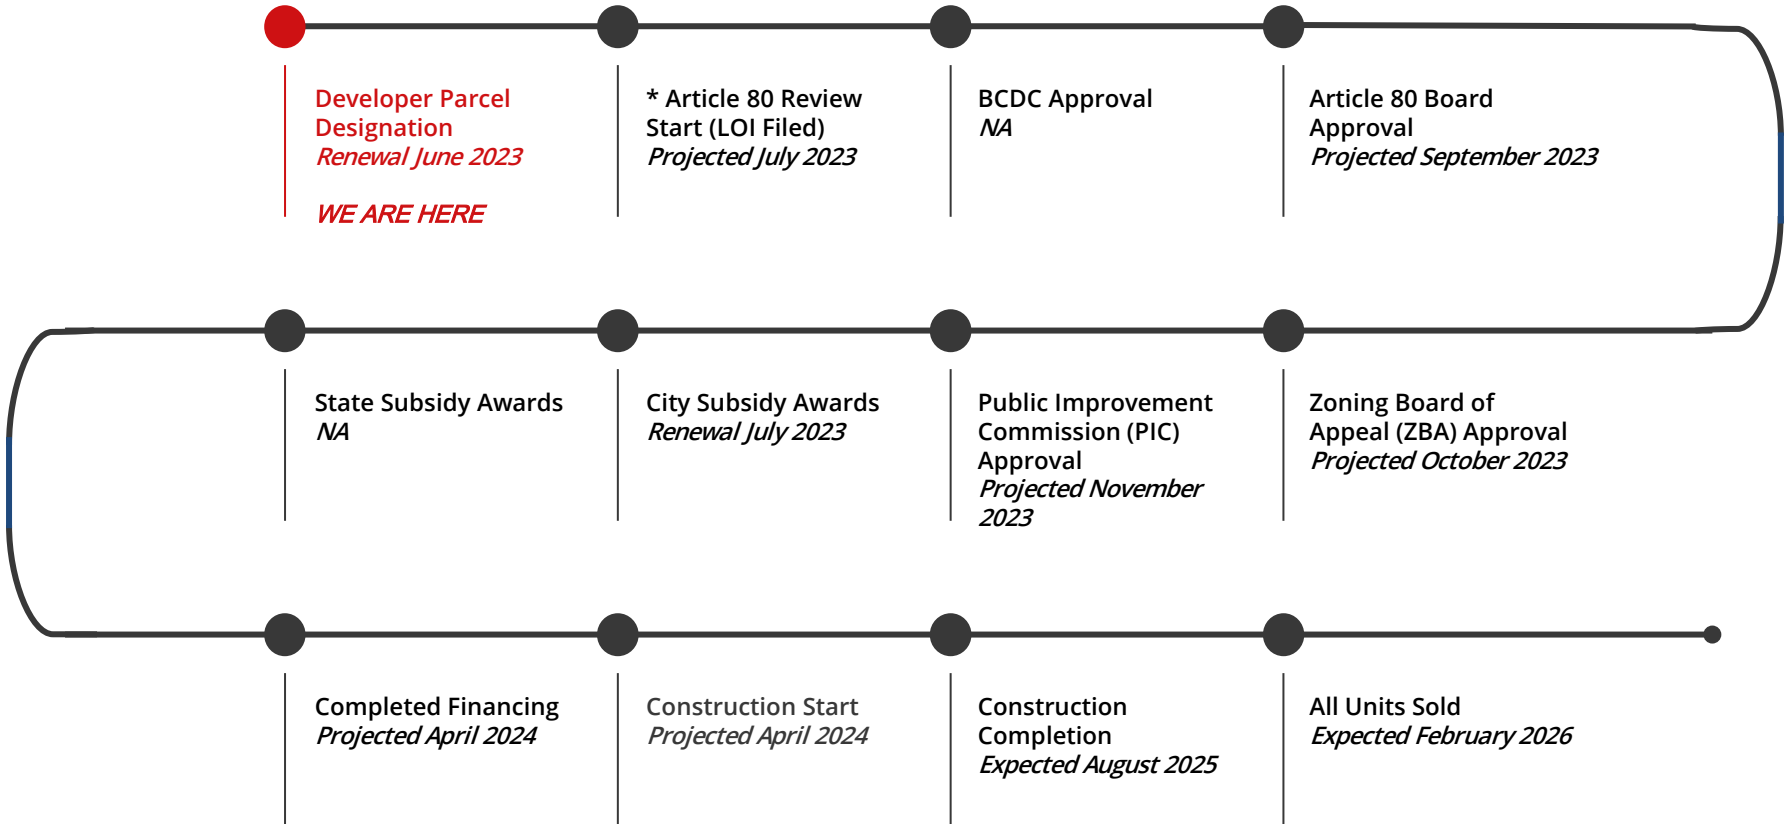 Developer Parcel
Designation
Renewal June 2023
WE ARE HERE
* Article 80 Review
Start (LOI Filed)
Projected July 2023
BCDC Approval
NA
Article 80 Board
Approval
Projected September 2023
State Subsidy Awards
NA
City Subsidy Awards
Renewal July 2023
Public Improvement
Commission (PIC)
Approval
Projected November
2023
Zoning Board of
Appeal (ZBA) Approval
Projected October 2023
Completed Financing
Projected April 2024
Construction Start
Projected April 2024
Construction
Completion
Expected August 2025
All Units Sold
Expected February 2026